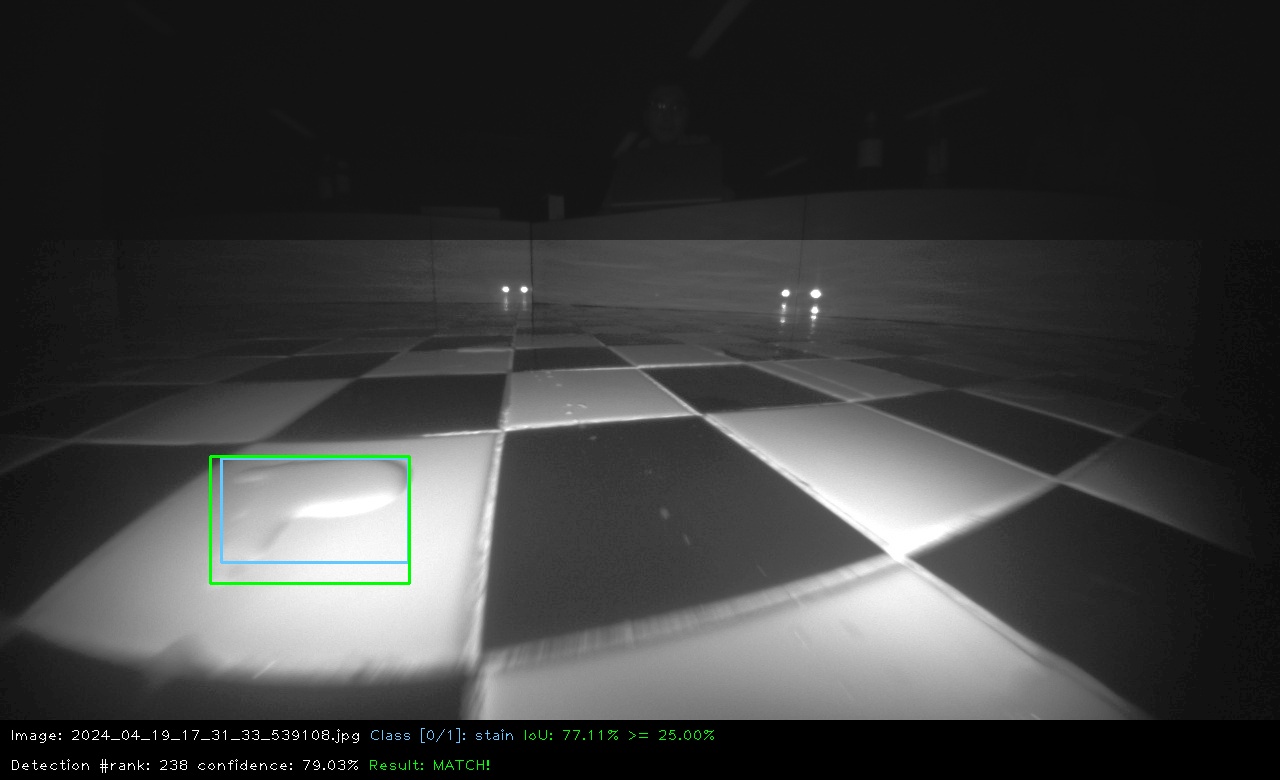 Image: 2024_04_19_17_31_33_539108.jpg Class [0/1]: stain IoU: 77.11% >= 25.00%
Detection #rank: 238 confidence: 79.03% Result: MATCH!